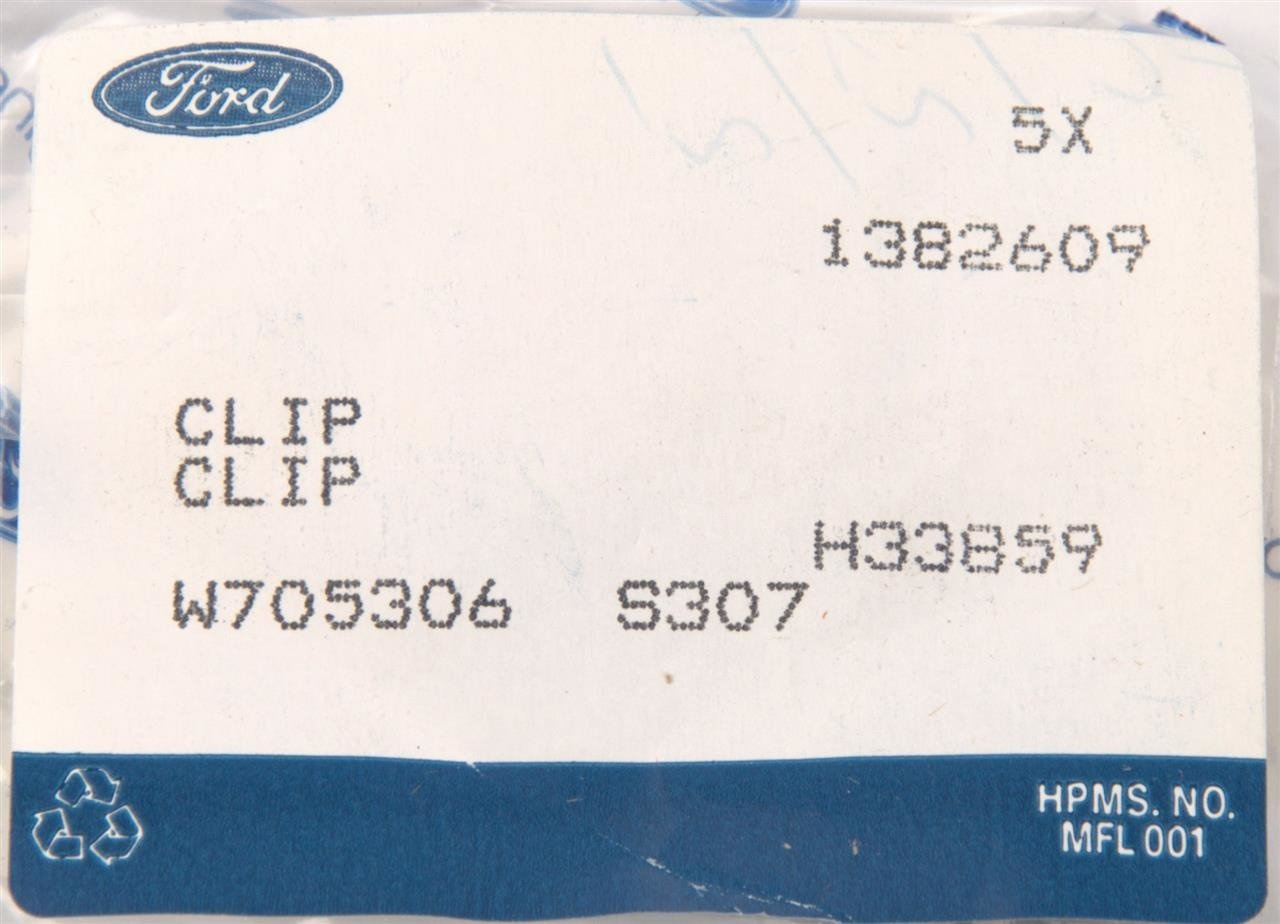 Ford
5X
1382609
CLIP
CLIP
H33859
W705306 S307
HPMS. NO.
MFL 001